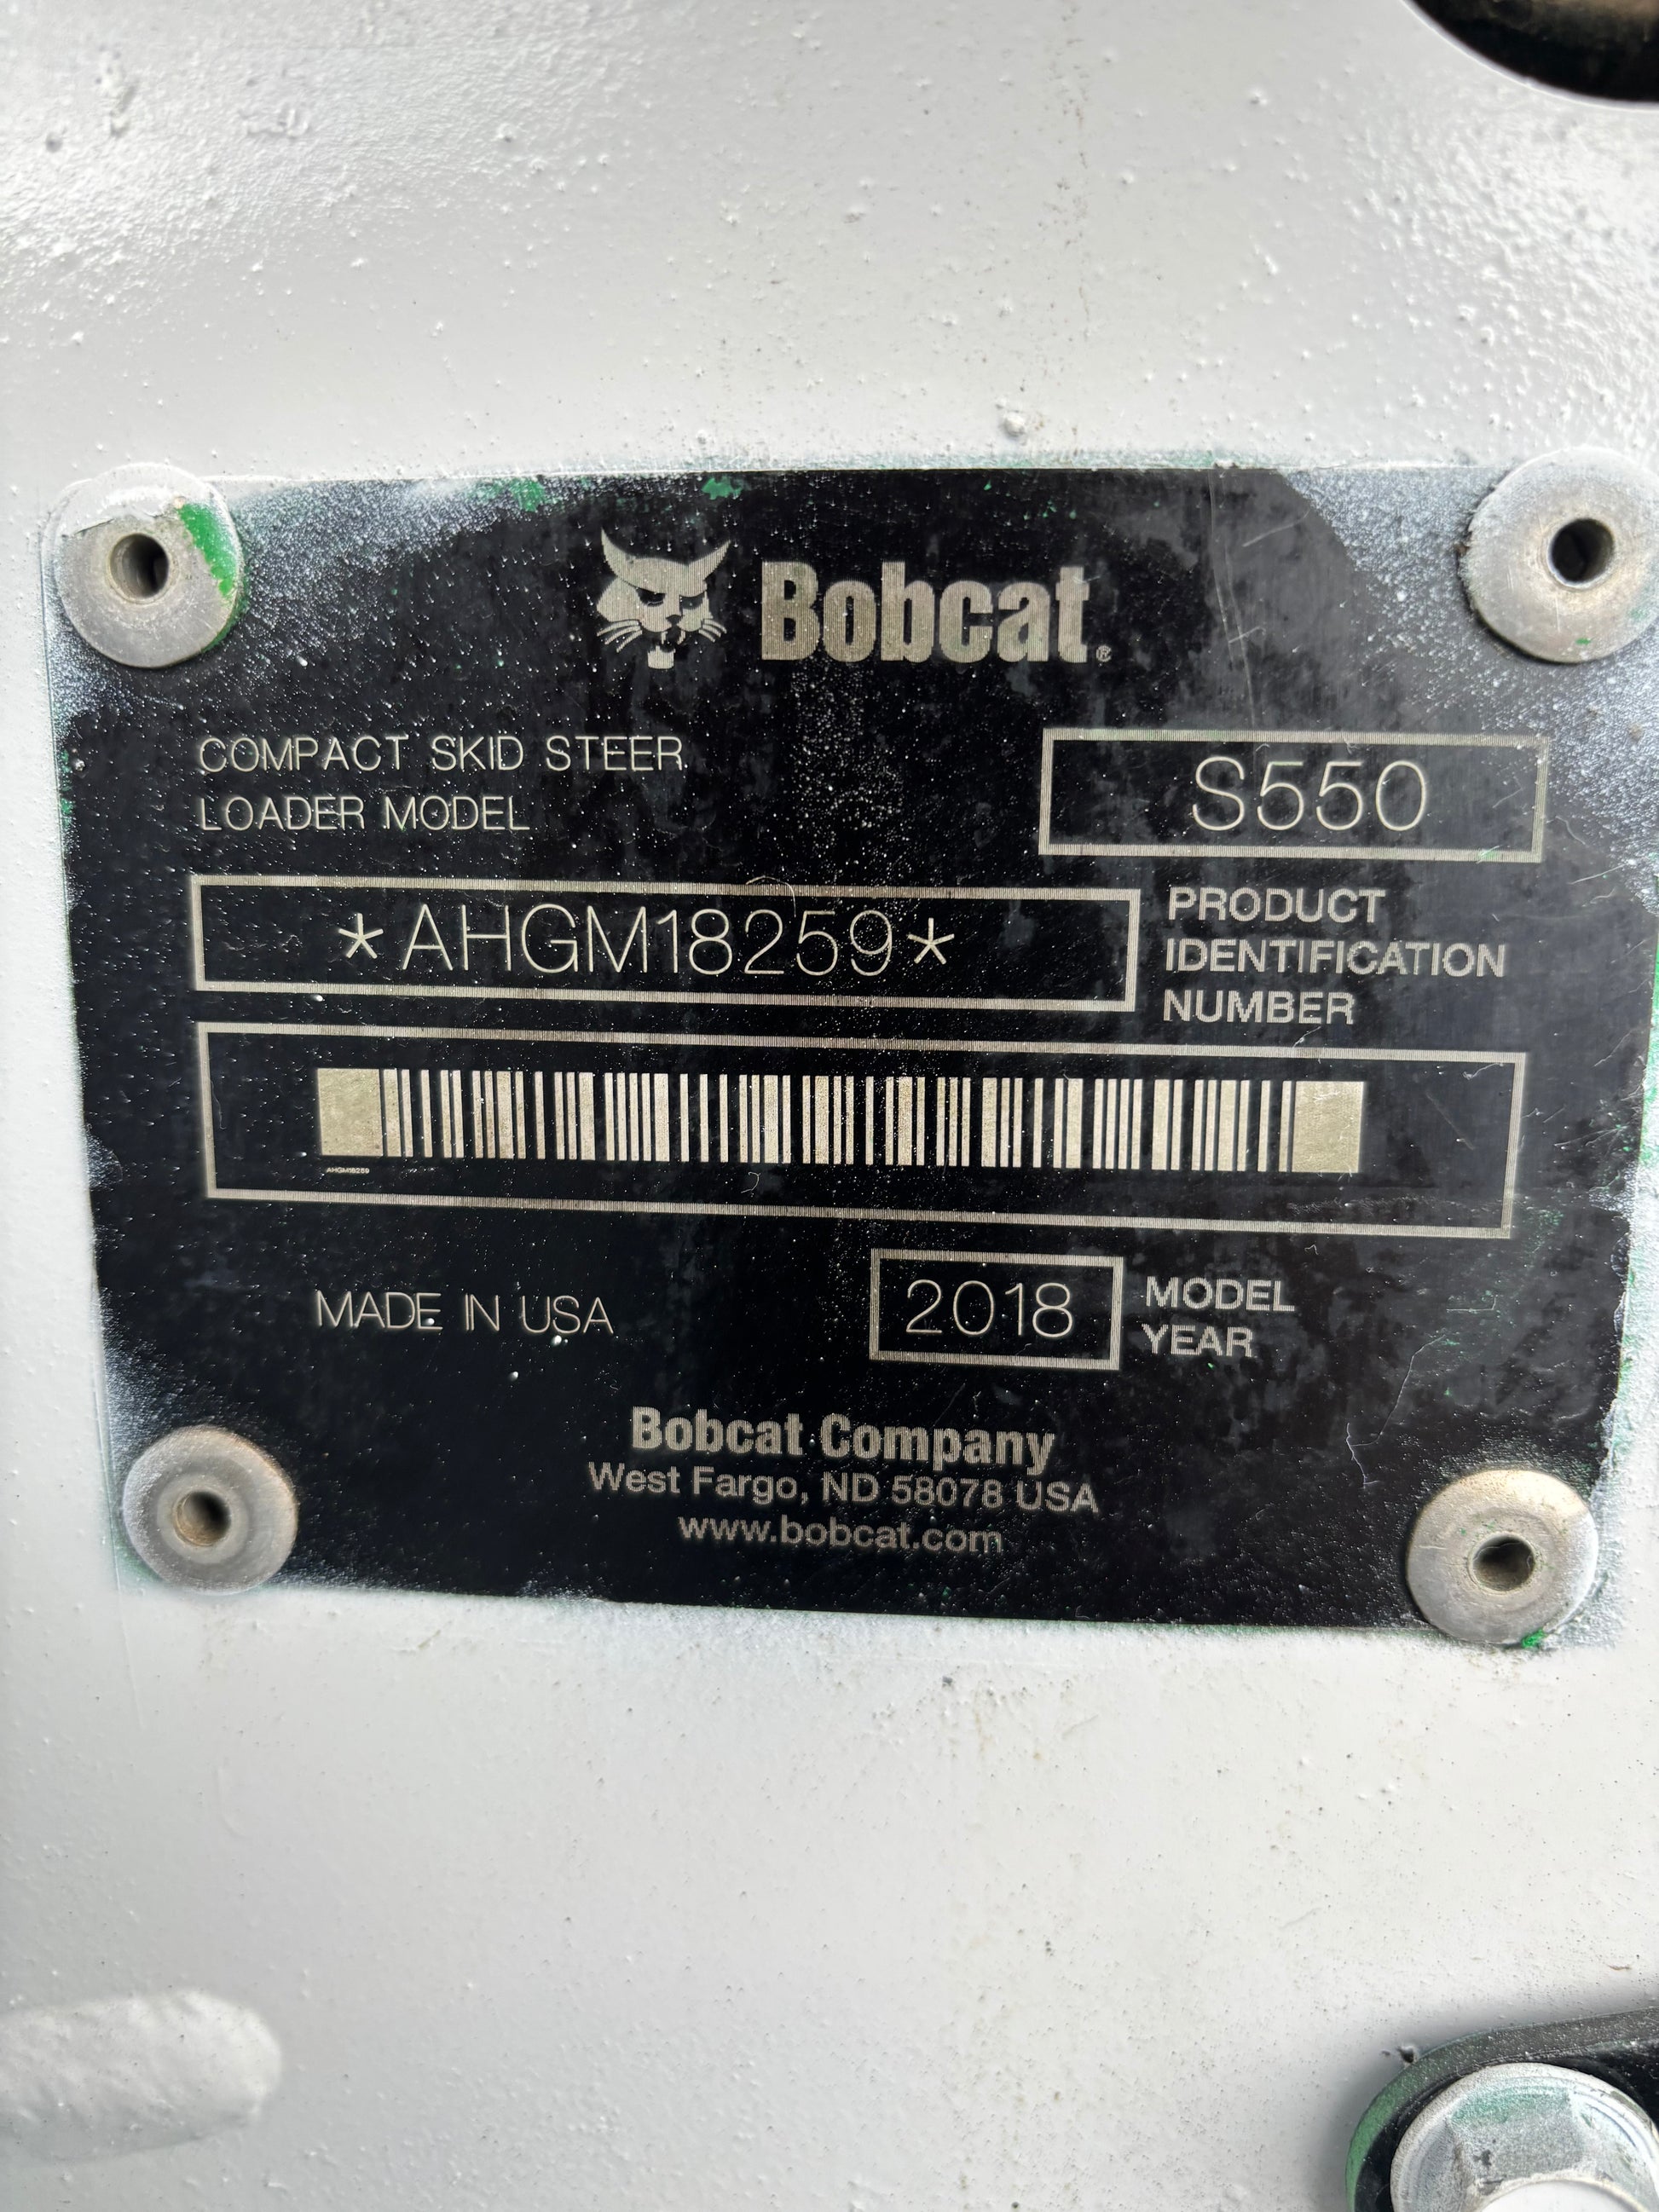 Bobcat®
COMPACT SKID STEER
LOADER MODEL
S550
*AHGM18259*
PRODUCT
IDENTIFICATION
NUMBER
AHGM18259
MADE IN USA
2018
MODEL
YEAR
Bobcat Company
West Fargo, ND 58078 USA
www.bobcat.com